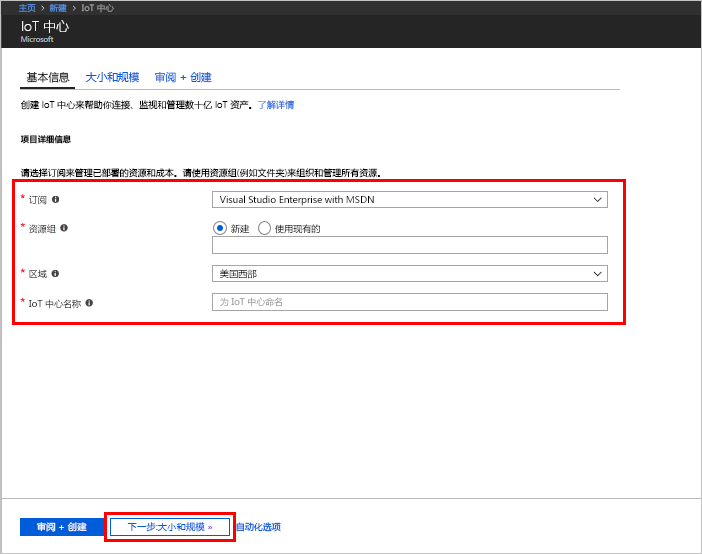 主页 > 新建 > IoT 中心
IoT 中心
Microsoft
基本信息 大小和规模 审阅 + 创建
创建 IoT 中心来帮助你连接、监视和管理数十亿 IoT 资产。了解详情
项目详细信息
请选择订阅来管理已部署的资源和成本。请使用资源组(例如文件夹)来组织和管理所有资源。
* 订阅 Visual Studio Enterprise with MSDN
* 资源组 新建 使用现有的
* 区域 美国西部
* IoT 中心名称 为 IoT 中心命名
审阅 + 创建 下一步:大小和规模 » 自动化选项